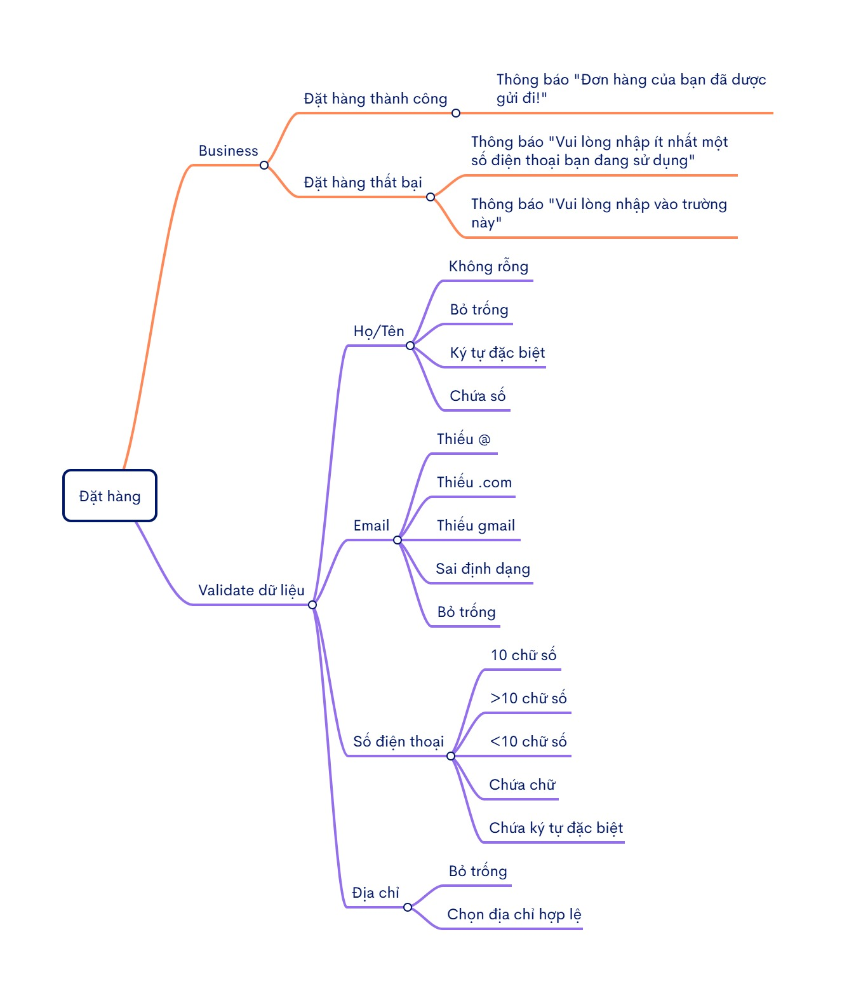 Thông báo "Đơn hàng của bạn đã dược
gửi đi!"
Đặt hàng thành công
Thông báo "Vui lòng nhập ít nhất một
số điện thoại bạn đang sử dụng"
Business
Đặt hàng thất bại
Thông báo "Vui lòng nhập vào trường
này"
Không rỗng
Bỏ trống
Họ/Tên
Ký tự đặc biệt
Chứa số
Thiếu @
Thiếu .com
Email
Thiếu gmail
Sai định dạng
Bỏ trống
Đặt hàng
Validate dữ liệu
10 chữ số
>10 chữ số
Số điện thoại
<10 chữ số
Chứa chữ
Chứa ký tự đặc biệt
Bỏ trống
Địa chỉ
Chọn địa chỉ hợp lệ